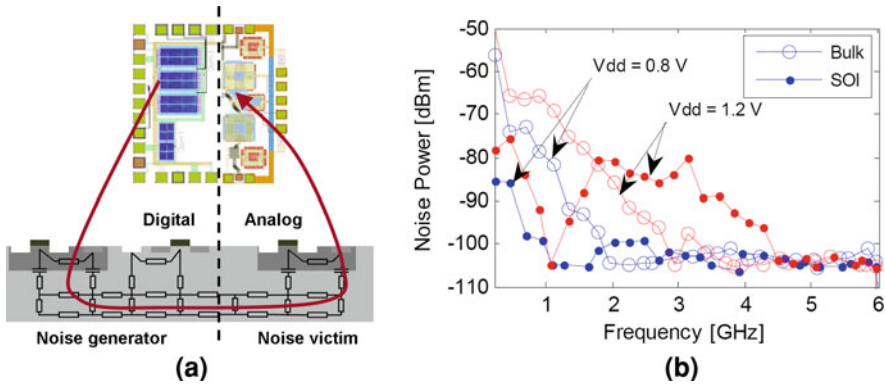 Digital
Analog
Noise generator
Noise victim
(a)
Noise Power [dBm]
-50
-60
-70
-80
-90
-100
-110
1
2
3
4
5
6
Frequency [GHz]
Vdd = 0.8 V
Vdd = 1.2 V
Bulk
SOI
(b)